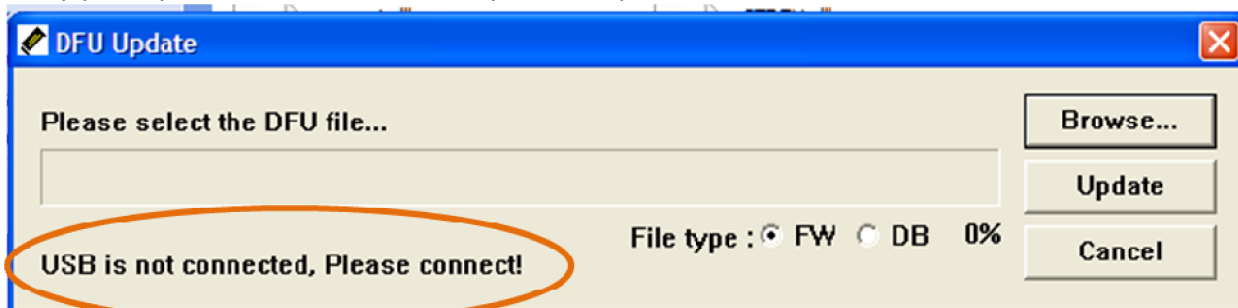 DFU Update
Please select the DFU file...
Browse...
Update
File type : FW DB 0%
USB is not connected, Please connect!
Cancel